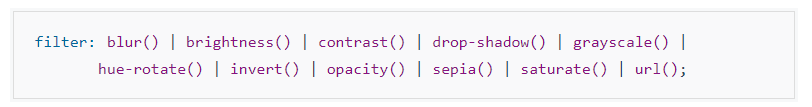 filter: blur() | brightness() | contrast() | drop-shadow() | grayscale() |
hue-rotate() | invert() | opacity() | sepia() | saturate() | url();